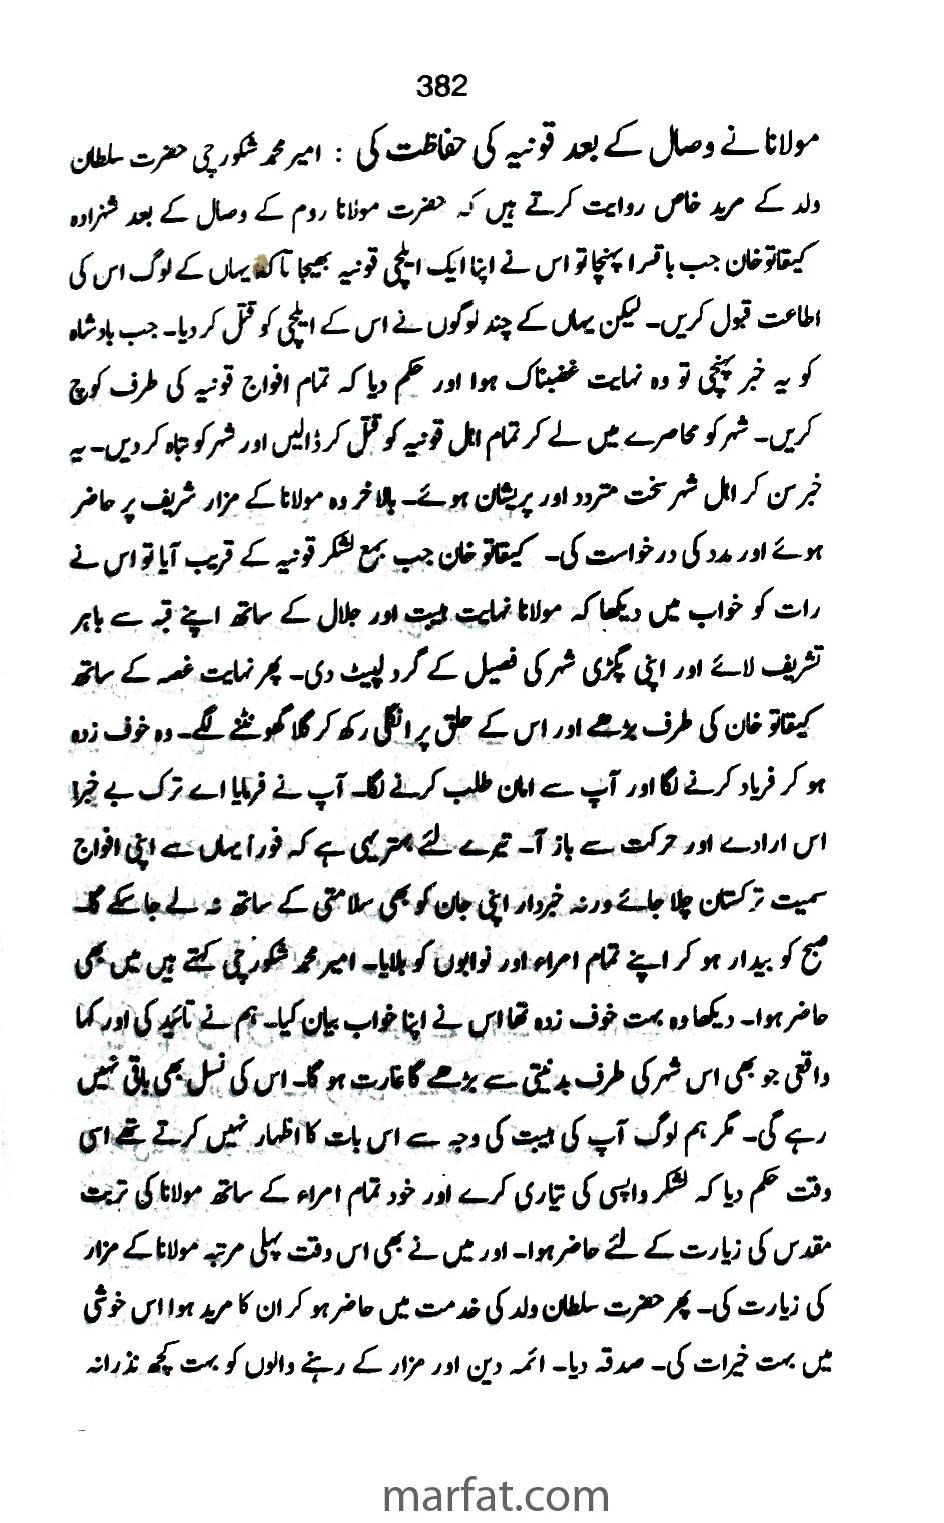 382
مولانا نے وصال کے بعد قونیہ کی حفاظت کی : امیر محمد شکورچی حضرت سلطان
ولد کے مرید خاص روایت کرتے ہیں کہ حضرت مولانا روم کے وصال کے بعد شہزادہ
کیقاتو خان جب باقسرا پہنچا تو اس نے اپنا ایک ایلچی قونیہ بھیجا تاکہ یہاں کے لوگ اس کی
اطاعت قبول کریں۔ لیکن یہاں کے چند لوگوں نے اس کے ایلچی کو قتل کر دیا۔ جب بادشاہ
کو یہ خبر پہنچی تو وہ نہایت غضبناک ہوا اور حکم دیا کہ تمام افواج قونیہ کی طرف کوچ
کریں۔ شہر کو محاصرے میں لے کر تمام اہل قونیہ کو قتل کر ڈالیں اور شہر کو تباہ کر دیں۔ یہ
خبر سن کر اہل شہر سخت متردد اور پریشان ہوئے۔ بالاخر وہ مولانا کے مزار شریف پر حاضر
ہوئے اور مدد کی درخواست کی۔ کیقاتو خان جب بمع لشکر قونیہ کے قریب آیا تو اس نے
رات کو خواب میں دیکھا کہ مولانا نہایت ہیبت اور جلال کے ساتھ اپنے قبہ سے باہر
تشریف لائے اور اپنی پگڑی شہر کی فصیل کے گرد لپیٹ دی۔ پھر نہایت غصہ کے ساتھ
کیقاتو خان کی طرف بڑھے اور اس کے حلق پر انگلی رکھ کر گلا گھونٹنے لگے۔ وہ خوف زدہ
ہو کر فریاد کرنے لگا اور آپ سے امان طلب کرنے لگا۔ آپ نے فرمایا اے ترک بے خبر!
اس ارادے اور حرکت سے باز آ۔ تیرے لئے بہتر یہی ہے کہ فوراً یہاں سے اپنی افواج
سمیت ترکستان چلا جائے ورنہ خبردار اپنی جان کو بھی سلامتی کے ساتھ نہ لے جا سکے گا۔
صبح کو بیدار ہو کر اپنے تمام امراء اور نوابوں کو بلایا۔ امیر محمد شکورچی کہتے ہیں میں بھی
حاضر ہوا۔ دیکھا وہ بہت خوف زدہ تھا اس نے اپنا خواب بیان کیا۔ ہم نے تائید کی اور کہا
واقعی جو بھی اس شہر کی طرف بدنیتی سے بڑھے گا غارت ہو گا۔ اس کی نسل بھی باقی نہیں
رہے گی۔ مگر ہم لوگ آپ کی ہیبت کی وجہ سے اس بات کا اظہار نہیں کرتے تھے اسی
وقت حکم دیا کہ لشکر واپسی کی تیاری کرے اور خود تمام امراء کے ساتھ مولانا کی تربت
مقدس کی زیارت کے لئے حاضر ہوا۔ اور میں نے بھی اس وقت پہلی مرتبہ مولانا کے مزار
کی زیارت کی۔ پھر حضرت سلطان ولد کی خدمت میں حاضر ہو کر ان کا مرید ہوا اس خوشی
میں بہت خیرات کی۔ صدقہ دیا۔ ائمہ دین اور مزار کے رہنے والوں کو بہت کچھ نذرانہ
marfat.com